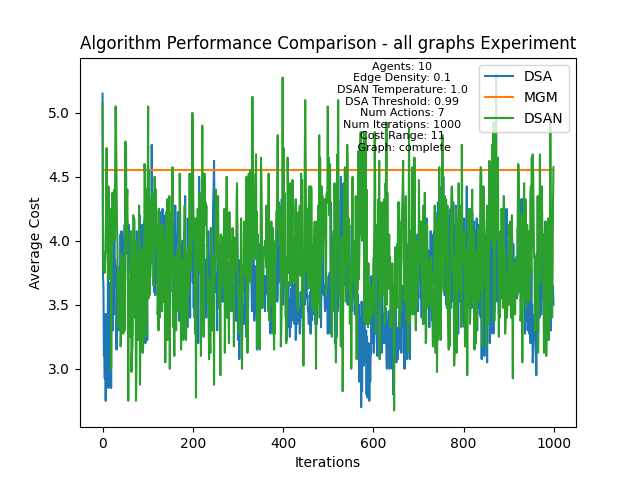 Algorithm Performance Comparison - all graphs Experiment
Agents: 10
Edge Density: 0.1
DSAN Temperature: 1.0
DSA Threshold: 0.99
Num Actions: 7
Num Iterations: 1000
Cost Range: 11
Graph: complete
DSA
MGM
DSAN
5.0
4.5
4.0
3.5
3.0
Average Cost
0 200 400 600 800 1000
Iterations